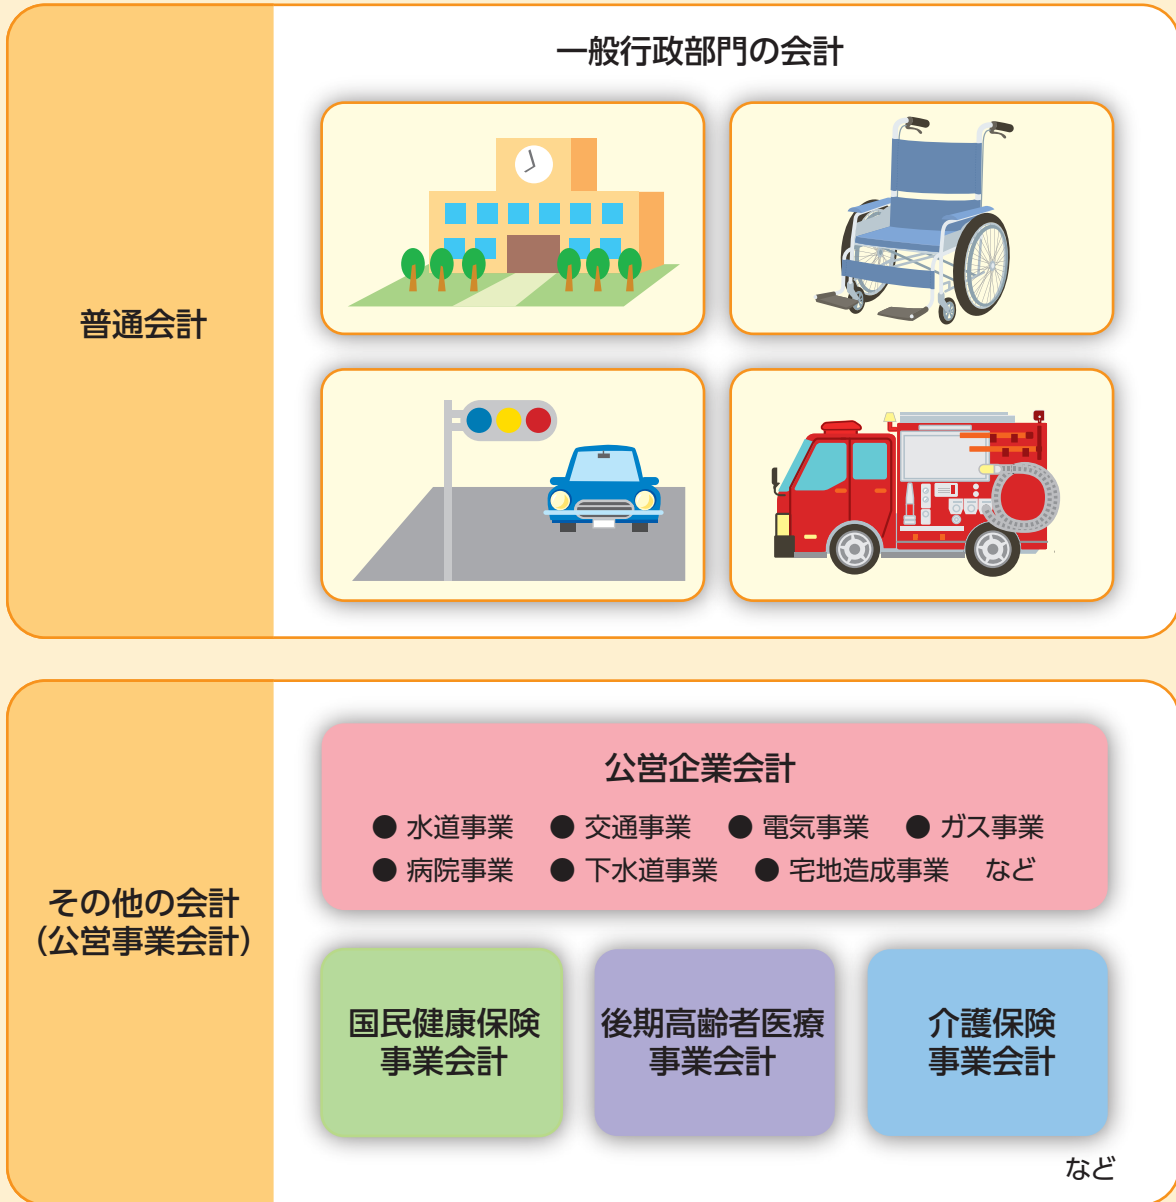 一般行政部門の会計
普通会計
その他の会計
（公営事業会計）
公営企業会計
● 水道事業 ● 交通事業 ● 電気事業 ● ガス事業
● 病院事業 ● 下水道事業 ● 宅地造成事業 など
国民健康保険
事業会計
後期高齢者医療
事業会計
介護保険
事業会計
など